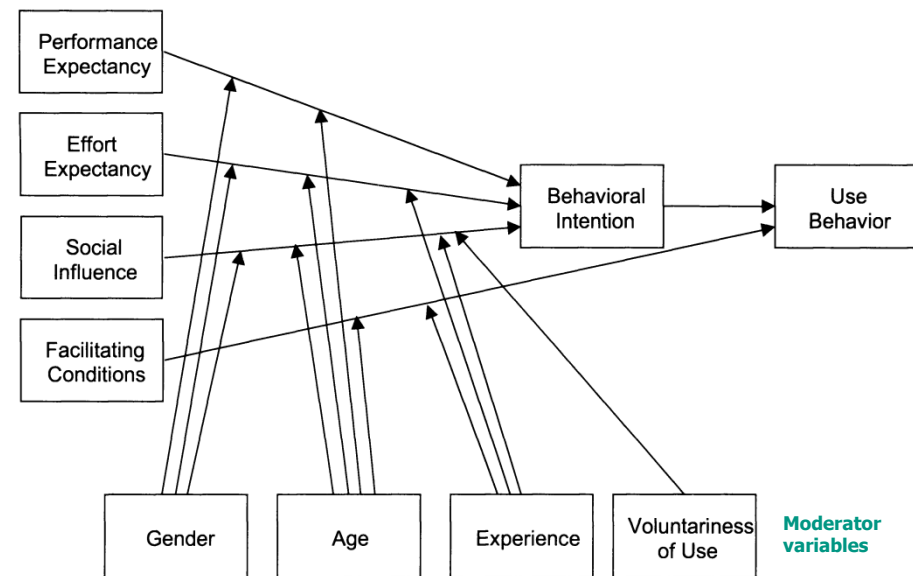 Performance
Expectancy
Effort
Expectancy
Social
Influence
Facilitating
Conditions
Behavioral
Intention
Use
Behavior
Gender
Age
Experience
Voluntariness
of Use
Moderator
variables